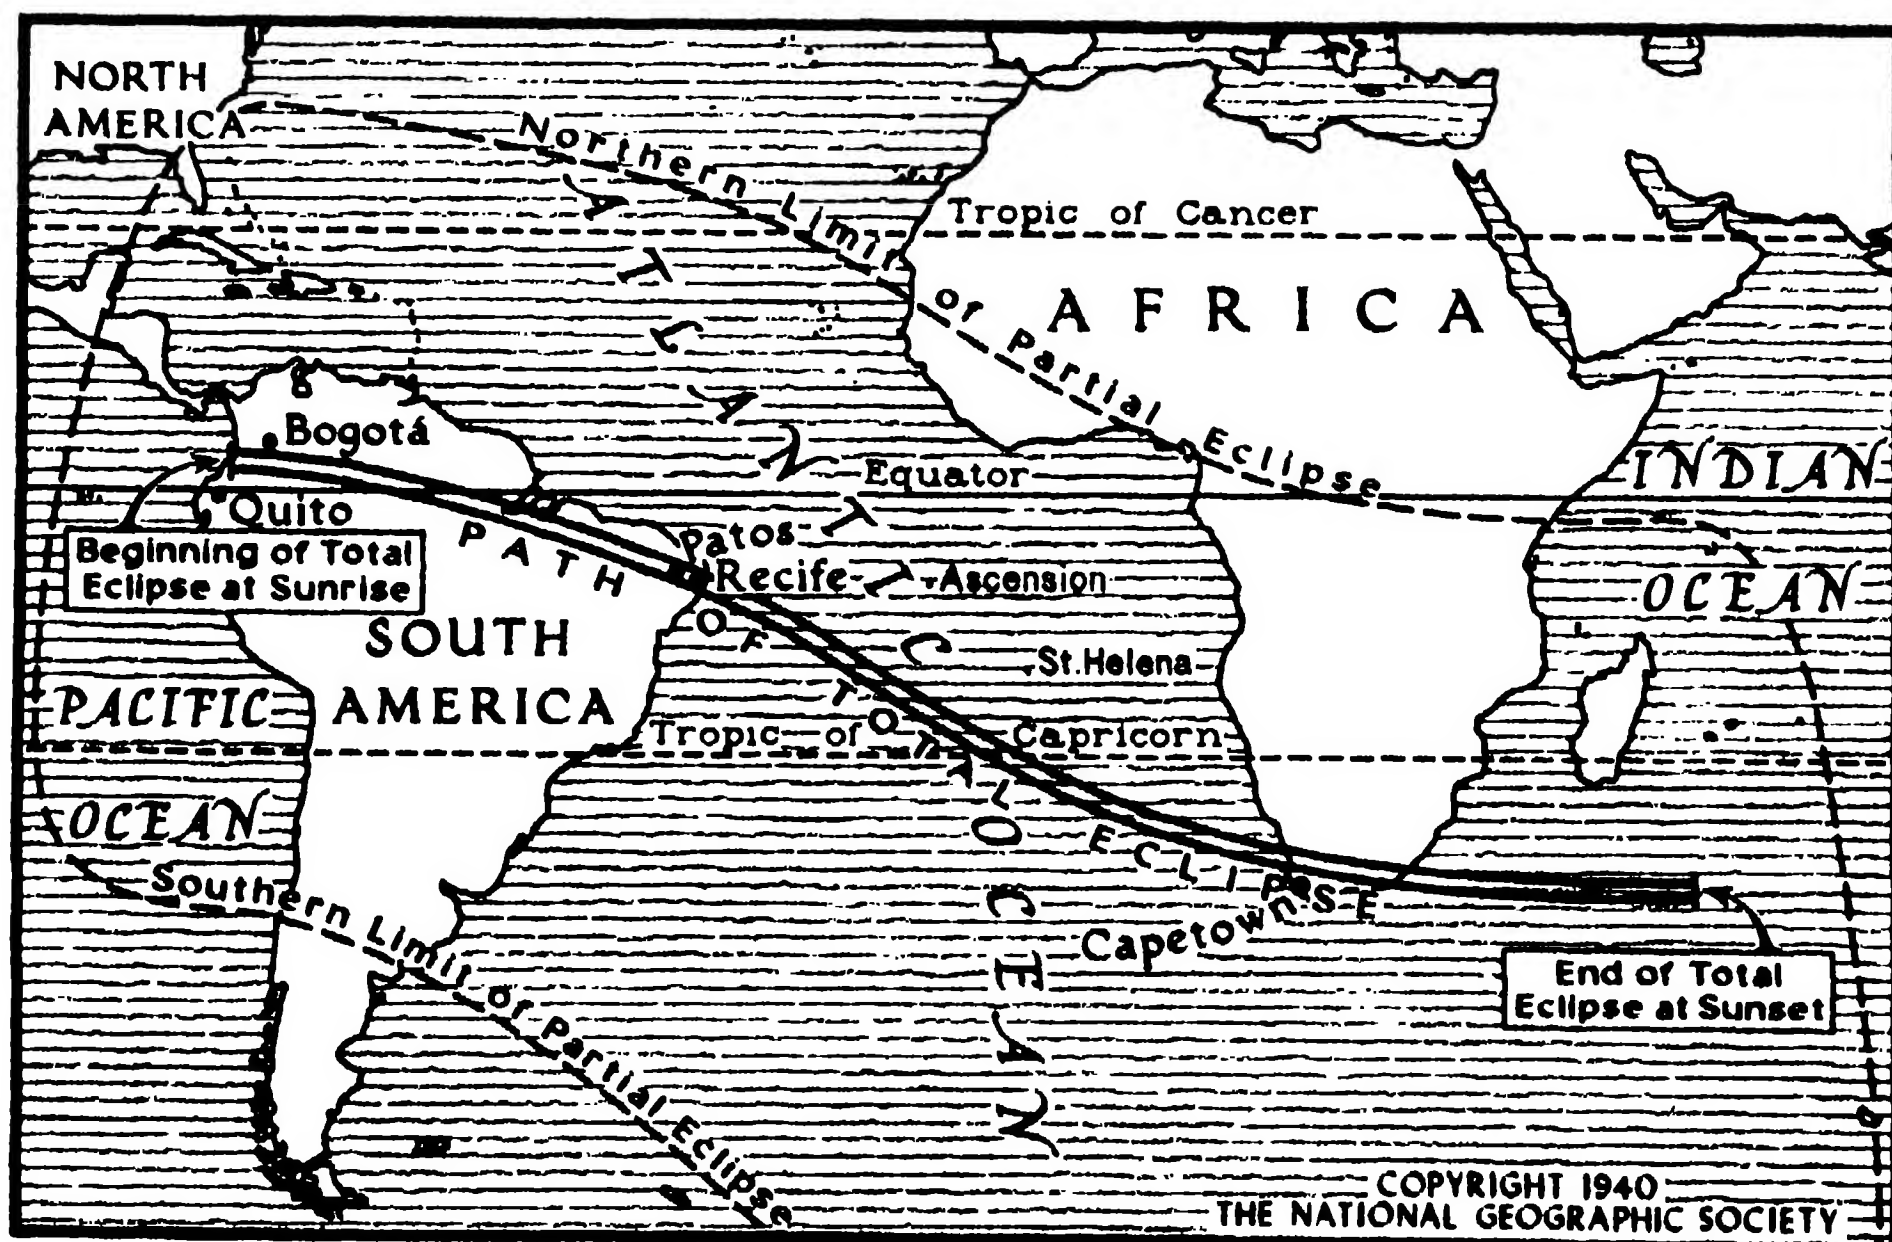 NORTH
AMERICA
Northern Limit of Partial Eclipse
Tropic of Cancer
AFRICA
ATLANTIC OCEAN
Bogotá
Equator
INDIAN
OCEAN
Quito
Beginning of Total
Eclipse at Sunrise
PATH OF TOTAL ECLIPSE
Patos
Recife
Ascension
SOUTH
AMERICA
St. Helena
PACIFIC
OCEAN
Tropic of Capricorn
Southern Limit of Partial Eclipse
Capetown
End of Total
Eclipse at Sunset
COPYRIGHT 1940
THE NATIONAL GEOGRAPHIC SOCIETY